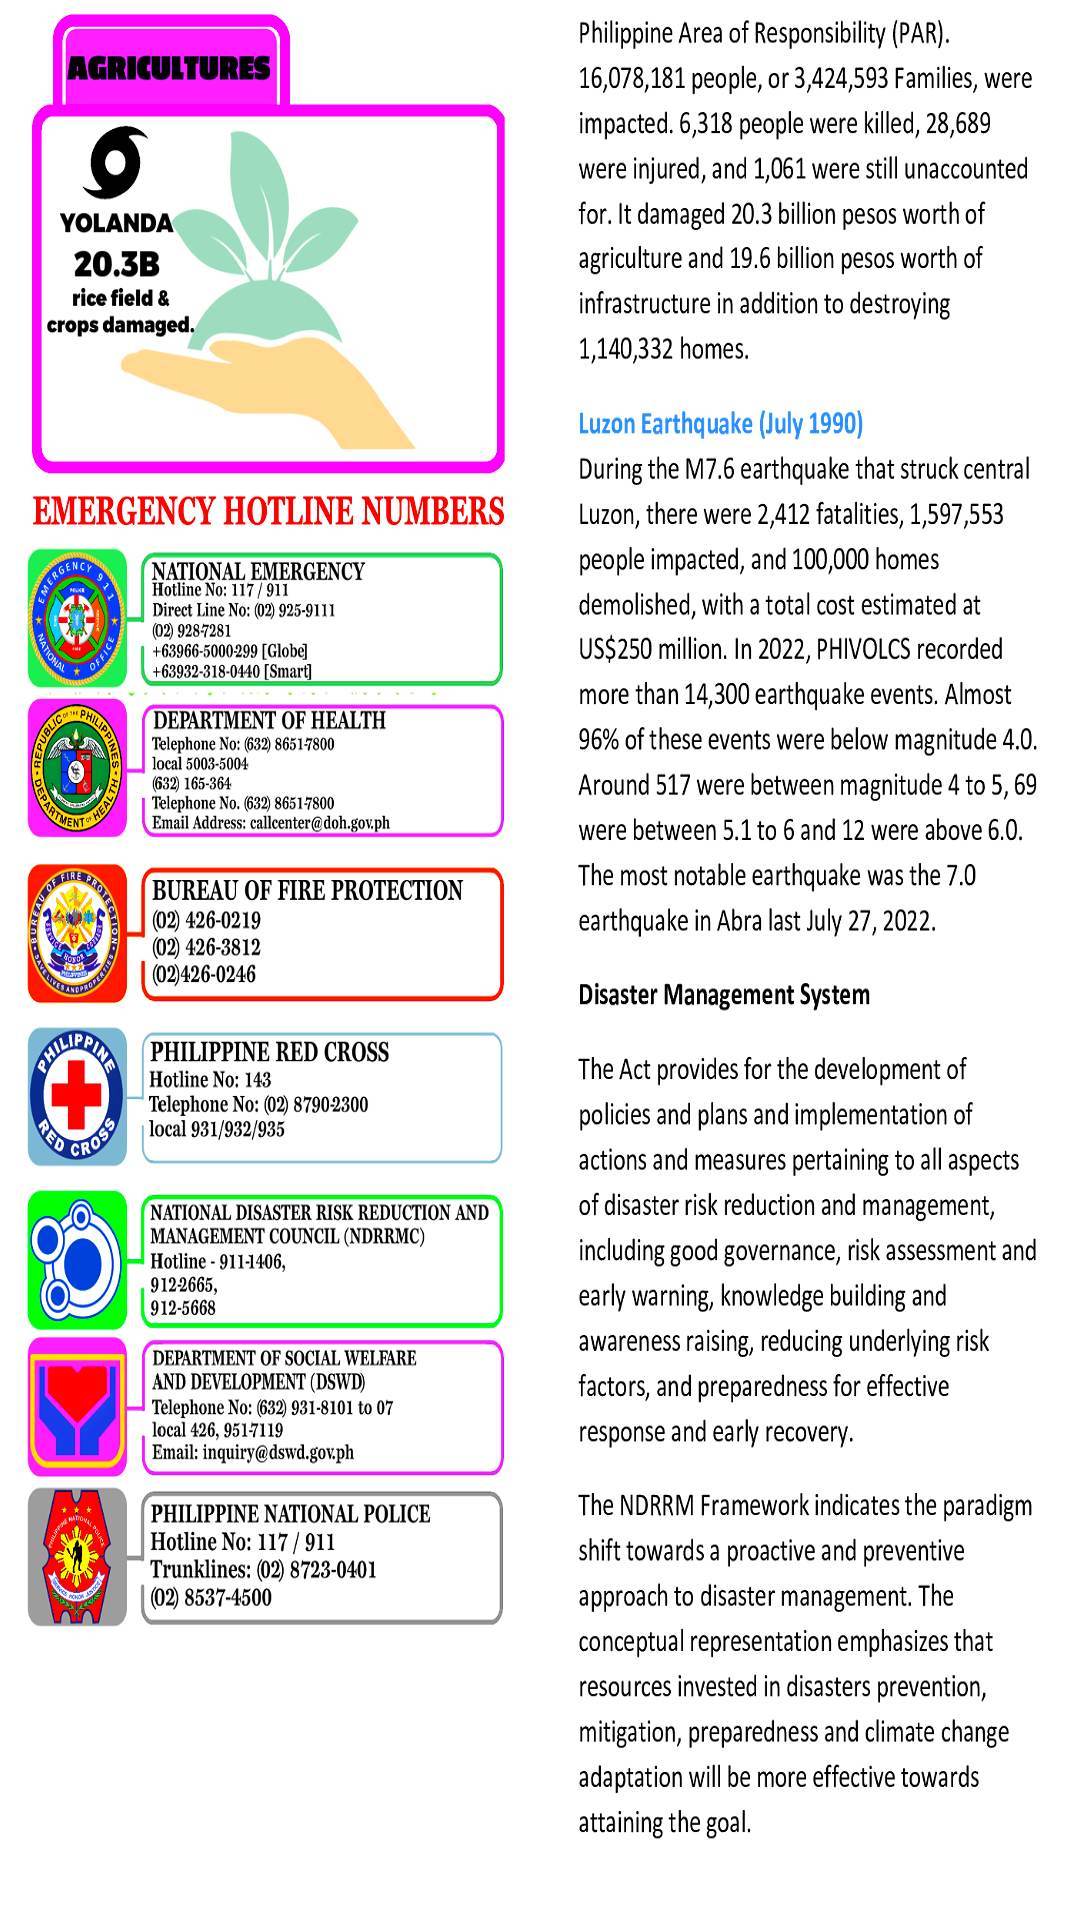 AGRICULTURES
YOLANDA
20.3B
rice field &
crops damaged.
EMERGENCY HOTLINE NUMBERS
EMERGENCY 911
NATIONAL OFFICE
NATIONAL EMERGENCY
Hotline No: 117 / 911
Direct Line No: (02) 925-9111
(02) 928-7281
+63966-5000-299 [Globe]
+63932-318-0440 [Smart]
REPUBLIC OF THE PHILIPPINES
DEPARTMENT OF HEALTH
DEPARTMENT OF HEALTH
Telephone No: (632) 8651-7800
local 5003-5004
(632) 165-364
Telephone No. (632) 8651-7800
Email Address: callcenter@doh.gov.ph
BUREAU OF FIRE PROTECTION
SAVE LIVES AND PROPERTIES
BUREAU OF FIRE PROTECTION
(02) 426-0219
(02) 426-3812
(02)426-0246
PHILIPPINE
RED CROSS
PHILIPPINE RED CROSS
Hotline No: 143
Telephone No: (02) 8790-2300
local 931/932/935
NATIONAL DISASTER RISK REDUCTION AND
MANAGEMENT COUNCIL (NDRRMC)
Hotline - 911-1406,
912-2665,
912-5668
DEPARTMENT OF SOCIAL WELFARE
AND DEVELOPMENT (DSWD)
Telephone No: (632) 931-8101 to 07
local 426, 951-7119
Email: inquiry@dswd.gov.ph
PHILIPPINE NATIONAL POLICE
SERVICE HONOR JUSTICE
PHILIPPINE NATIONAL POLICE
Hotline No: 117 / 911
Trunklines: (02) 8723-0401
(02) 8537-4500
Philippine Area of Responsibility (PAR).
16,078,181 people, or 3,424,593 Families, were
impacted. 6,318 people were killed, 28,689
were injured, and 1,061 were still unaccounted
for. It damaged 20.3 billion pesos worth of
agriculture and 19.6 billion pesos worth of
infrastructure in addition to destroying
1,140,332 homes.
Luzon Earthquake (July 1990)
During the M7.6 earthquake that struck central
Luzon, there were 2,412 fatalities, 1,597,553
people impacted, and 100,000 homes
demolished, with a total cost estimated at
US$250 million. In 2022, PHIVOLCS recorded
more than 14,300 earthquake events. Almost
96% of these events were below magnitude 4.0.
Around 517 were between magnitude 4 to 5, 69
were between 5.1 to 6 and 12 were above 6.0.
The most notable earthquake was the 7.0
earthquake in Abra last July 27, 2022.
Disaster Management System
The Act provides for the development of
policies and plans and implementation of
actions and measures pertaining to all aspects
of disaster risk reduction and management,
including good governance, risk assessment and
early warning, knowledge building and
awareness raising, reducing underlying risk
factors, and preparedness for effective
response and early recovery.
The NDRRM Framework indicates the paradigm
shift towards a proactive and preventive
approach to disaster management. The
conceptual representation emphasizes that
resources invested in disasters prevention,
mitigation, preparedness and climate change
adaptation will be more effective towards
attaining the goal.